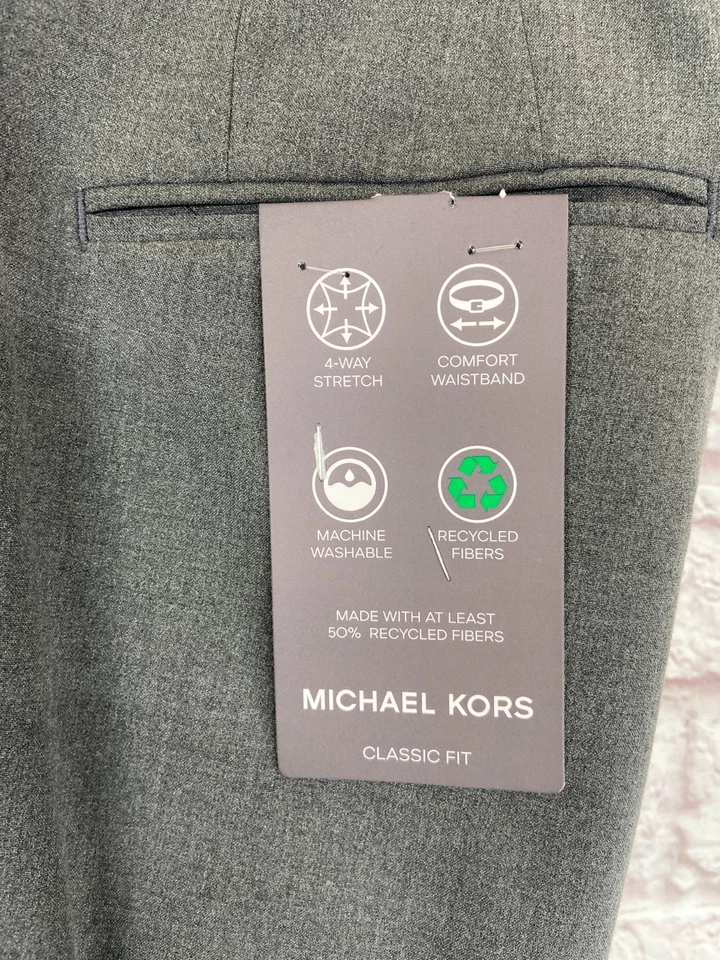 4-WAY
STRETCH
COMFORT
WAISTBAND
MACHINE
WASHABLE
RECYCLED
FIBERS
MADE WITH AT LEAST
50% RECYCLED FIBERS
MICHAEL KORS
CLASSIC FIT